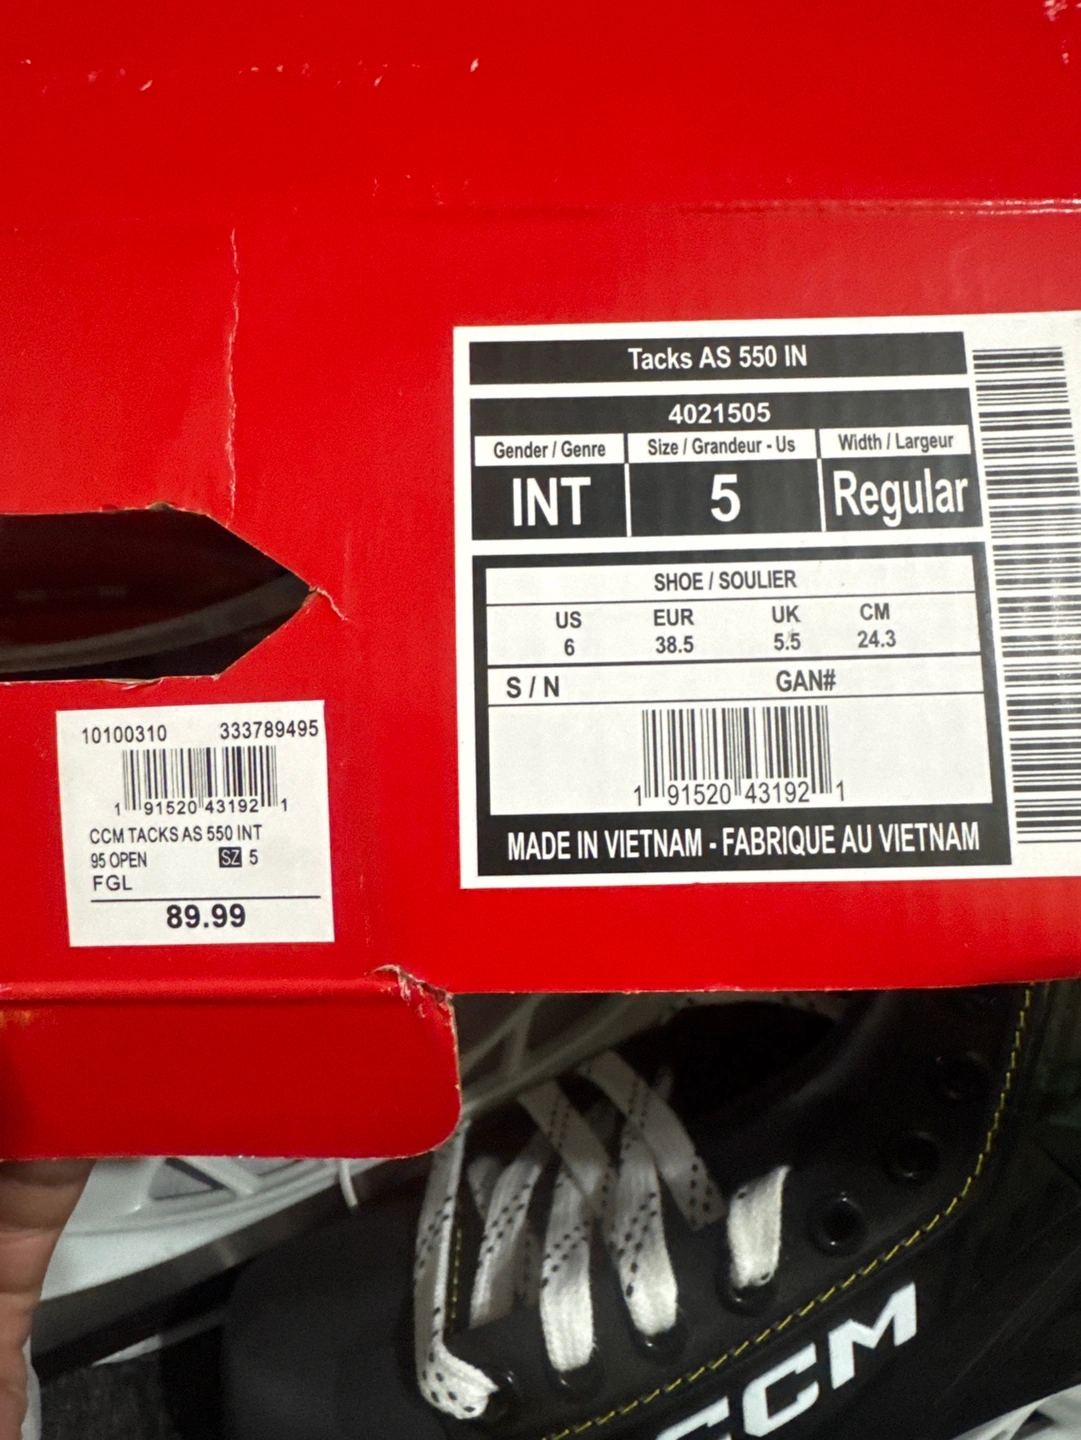 Tacks AS 550 IN
4021505
Gender / Genre Size / Grandeur - Us Width / Largeur
INT 5 Regular
SHOE / SOULIER
US EUR UK CM
6 38.5 5.5 24.3
S / N GAN#
1 91520 43192 1
MADE IN VIETNAM - FABRIQUE AU VIETNAM
10100310 333789495
1 91520 43192 1
CCM TACKS AS 550 INT
95 OPEN SZ 5
FGL
89.99
CCM